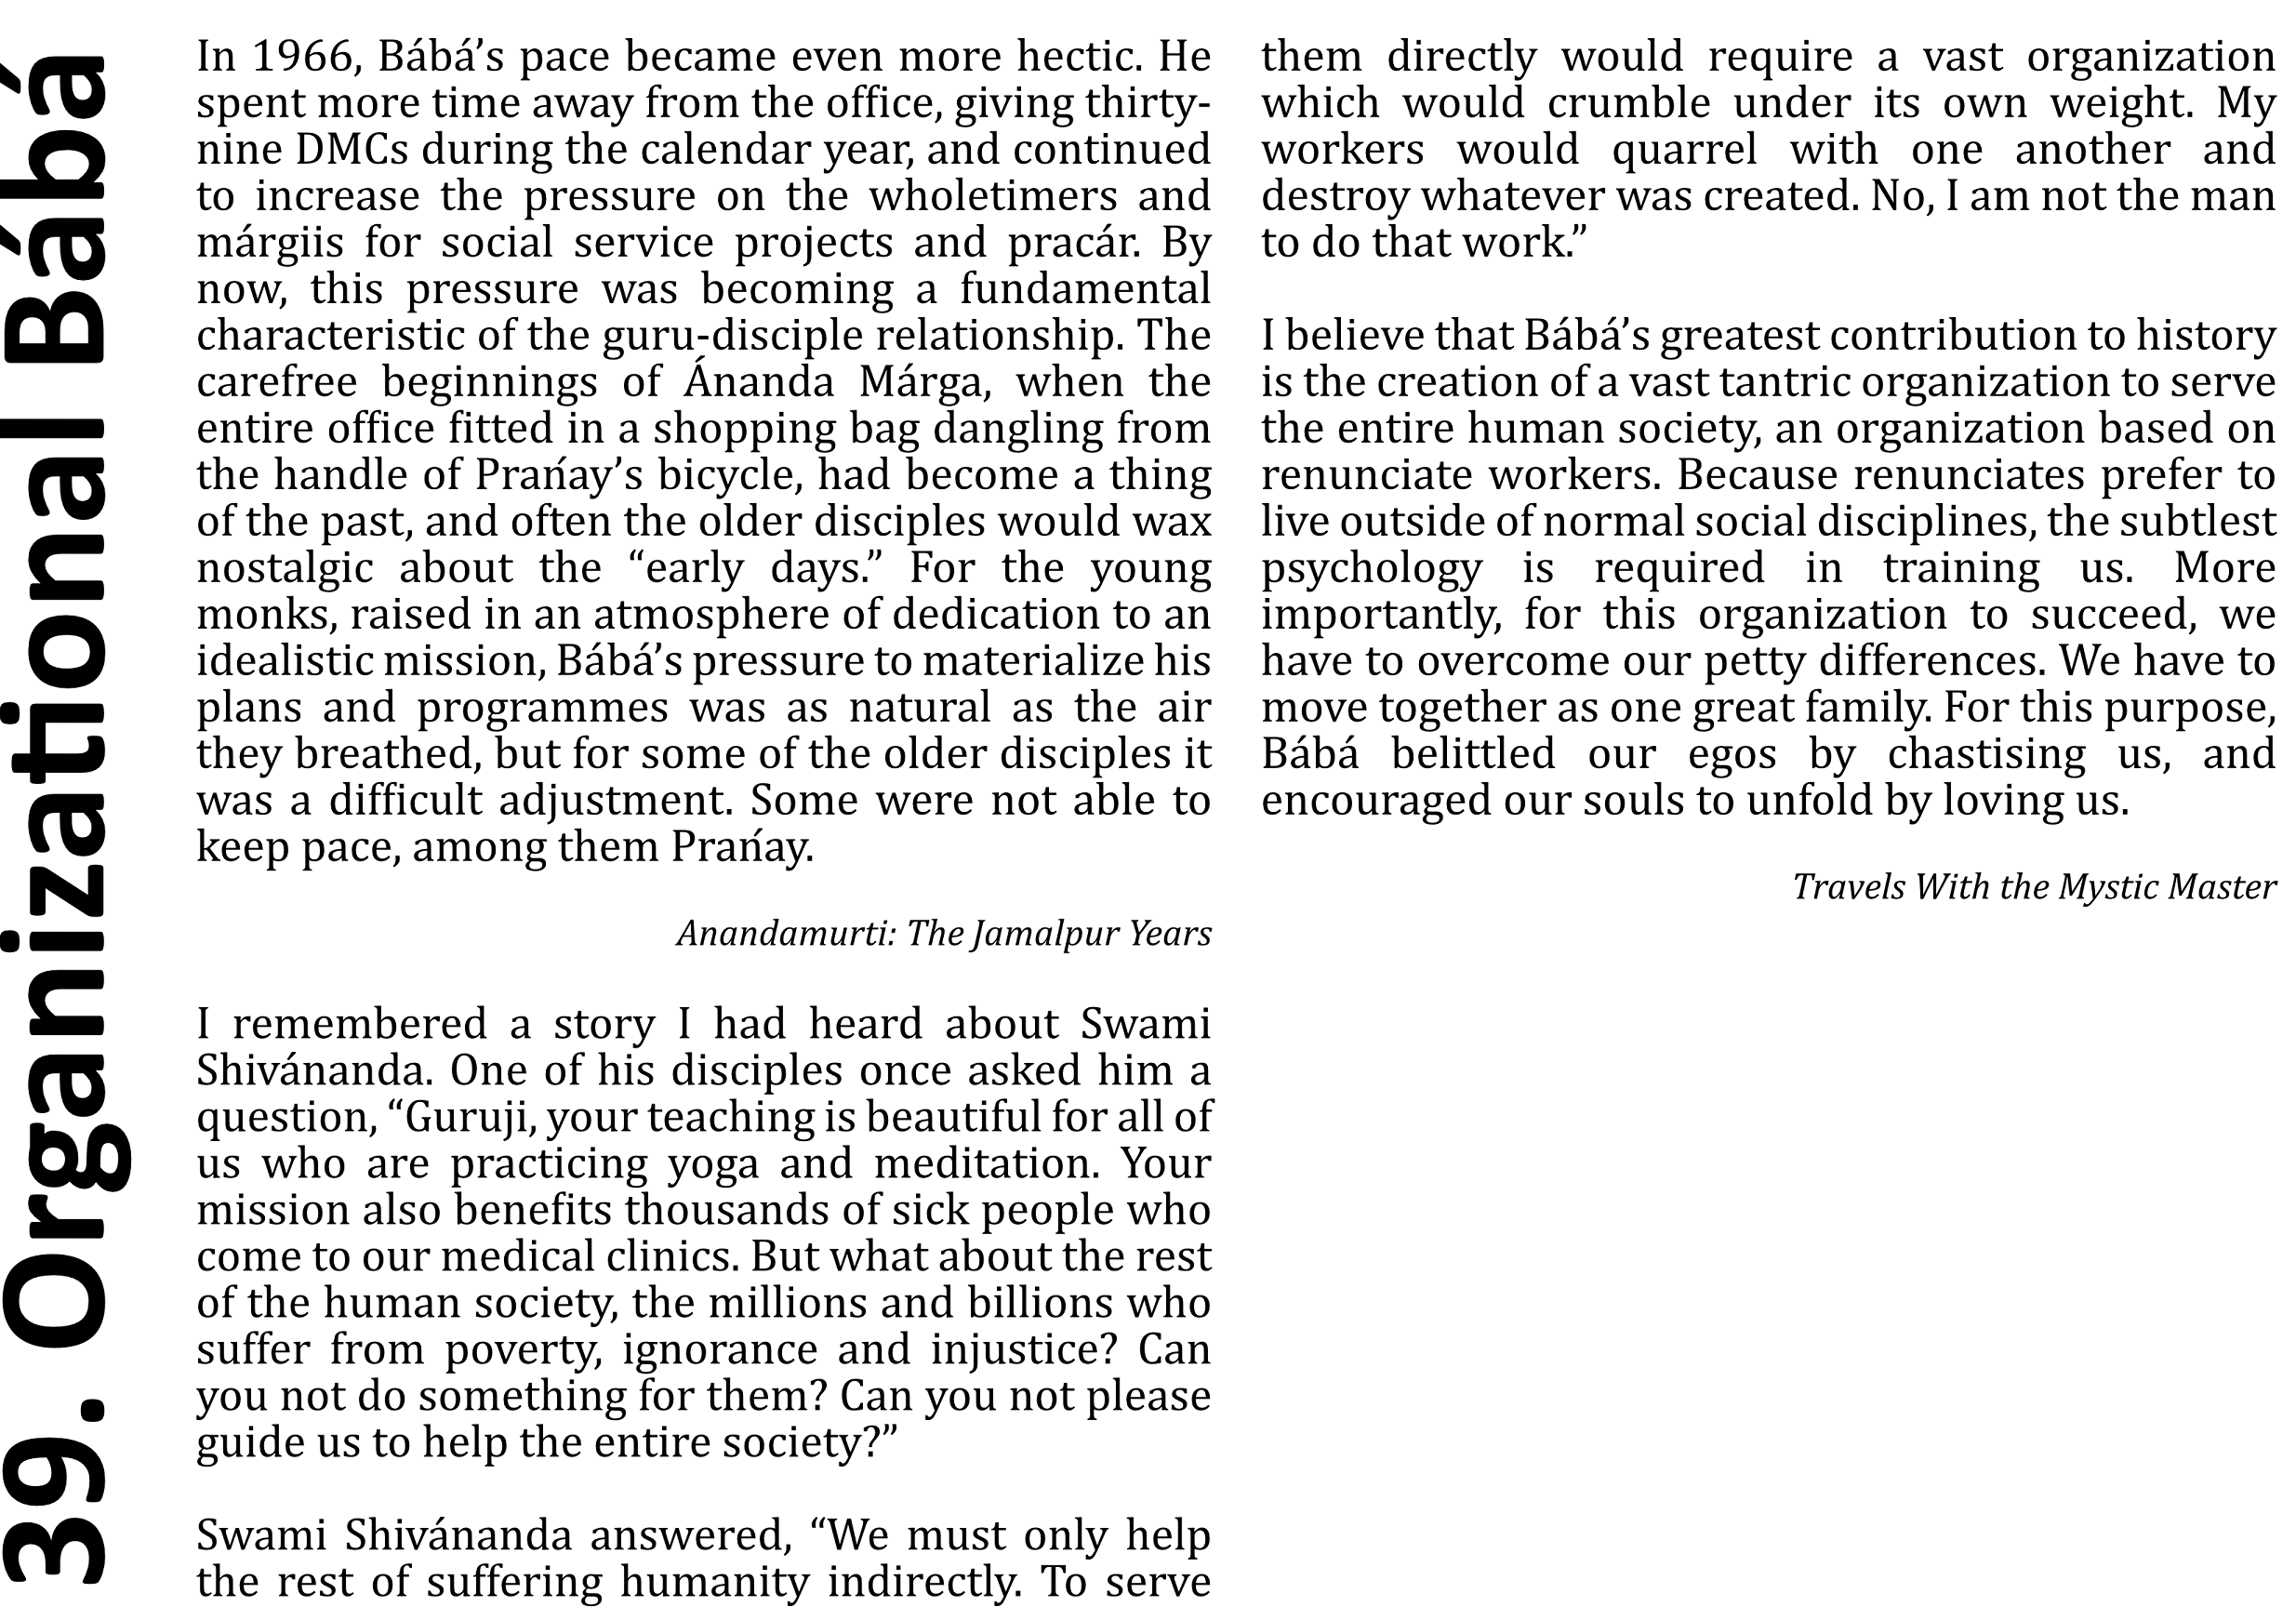 39. Organizational Bábá
In 1966, Bábá’s pace became even more hectic. He
spent more time away from the office, giving thirty-
nine DMCs during the calendar year, and continued
to increase the pressure on the wholetimers and
márgiis for social service projects and pracár. By
now, this pressure was becoming a fundamental
characteristic of the guru-disciple relationship. The
carefree beginnings of Ánanda Márga, when the
entire office fitted in a shopping bag dangling from
the handle of Prańay’s bicycle, had become a thing
of the past, and often the older disciples would wax
nostalgic about the “early days.” For the young
monks, raised in an atmosphere of dedication to an
idealistic mission, Bábá’s pressure to materialize his
plans and programmes was as natural as the air
they breathed, but for some of the older disciples it
was a difficult adjustment. Some were not able to
keep pace, among them Prańay.
Anandamurti: The Jamalpur Years
I remembered a story I had heard about Swami
Shivánanda. One of his disciples once asked him a
question, “Guruji, your teaching is beautiful for all of
us who are practicing yoga and meditation. Your
mission also benefits thousands of sick people who
come to our medical clinics. But what about the rest
of the human society, the millions and billions who
suffer from poverty, ignorance and injustice? Can
you not do something for them? Can you not please
guide us to help the entire society?”
Swami Shivánanda answered, “We must only help
the rest of suffering humanity indirectly. To serve
them directly would require a vast organization
which would crumble under its own weight. My
workers would quarrel with one another and
destroy whatever was created. No, I am not the man
to do that work.”
I believe that Bábá’s greatest contribution to history
is the creation of a vast tantric organization to serve
the entire human society, an organization based on
renunciate workers. Because renunciates prefer to
live outside of normal social disciplines, the subtlest
psychology is required in training us. More
importantly, for this organization to succeed, we
have to overcome our petty differences. We have to
move together as one great family. For this purpose,
Bábá belittled our egos by chastising us, and
encouraged our souls to unfold by loving us.
Travels With the Mystic Master